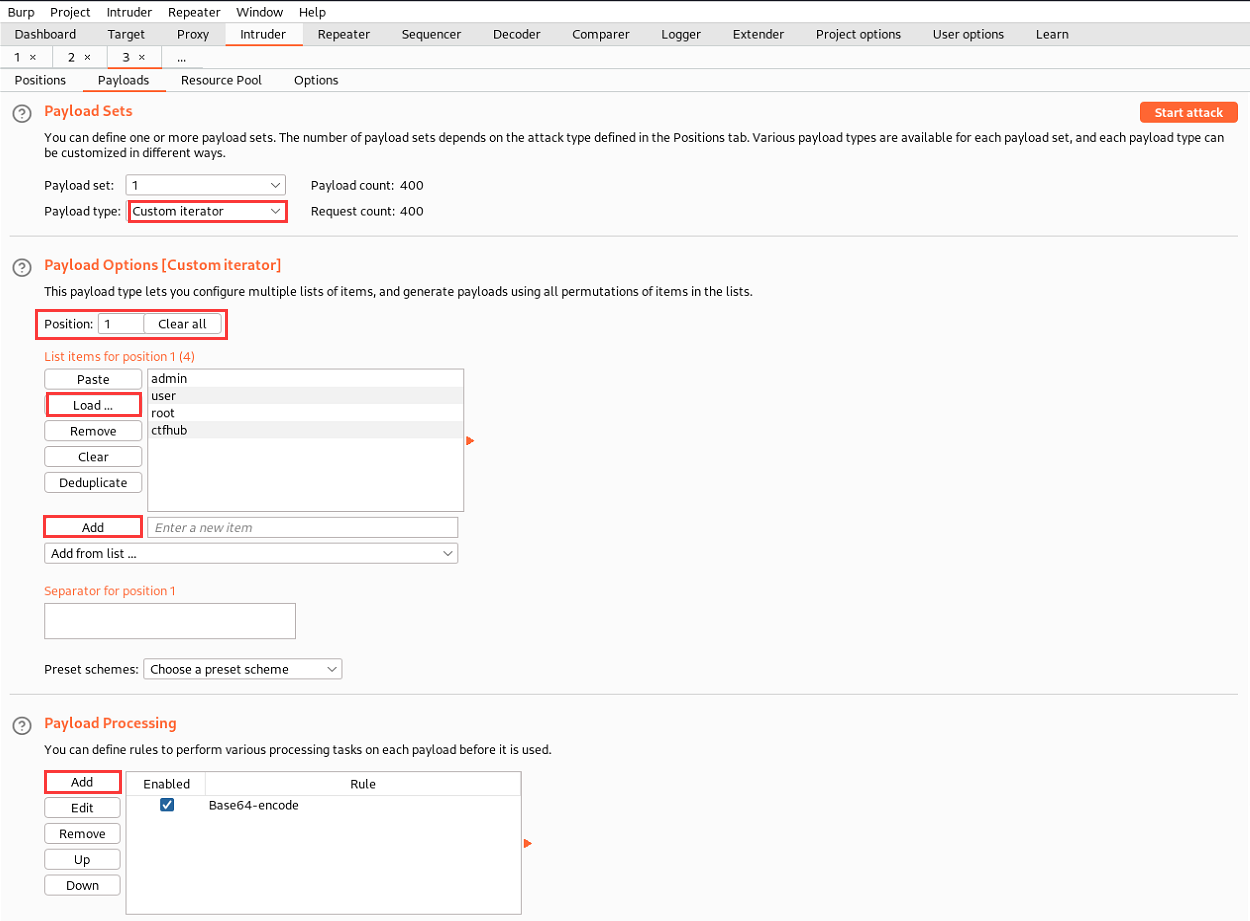 Burp Project Intruder Repeater Window Help
Dashboard Target Proxy Intruder Repeater Sequencer Decoder Comparer Logger Extender Project options User options Learn
1 × 2 × 3 × ...
Positions Payloads Resource Pool Options
? Payload Sets Start attack
You can define one or more payload sets. The number of payload sets depends on the attack type defined in the Positions tab. Various payload types are available for each payload set, and each payload type can
be customized in different ways.
Payload set: 1 Payload count: 400
Payload type: Custom iterator Request count: 400
? Payload Options [Custom iterator]
This payload type lets you configure multiple lists of items, and generate payloads using all permutations of items in the lists.
Position: 1 Clear all
List items for position 1 (4)
Paste admin
user
Load ... root
Remove ctfhub
Clear
Deduplicate
Add Enter a new item
Add from list ...
Separator for position 1
Preset schemes: Choose a preset scheme
? Payload Processing
You can define rules to perform various processing tasks on each payload before it is used.
Add Enabled Rule
Edit Base64-encode
Remove
Up
Down